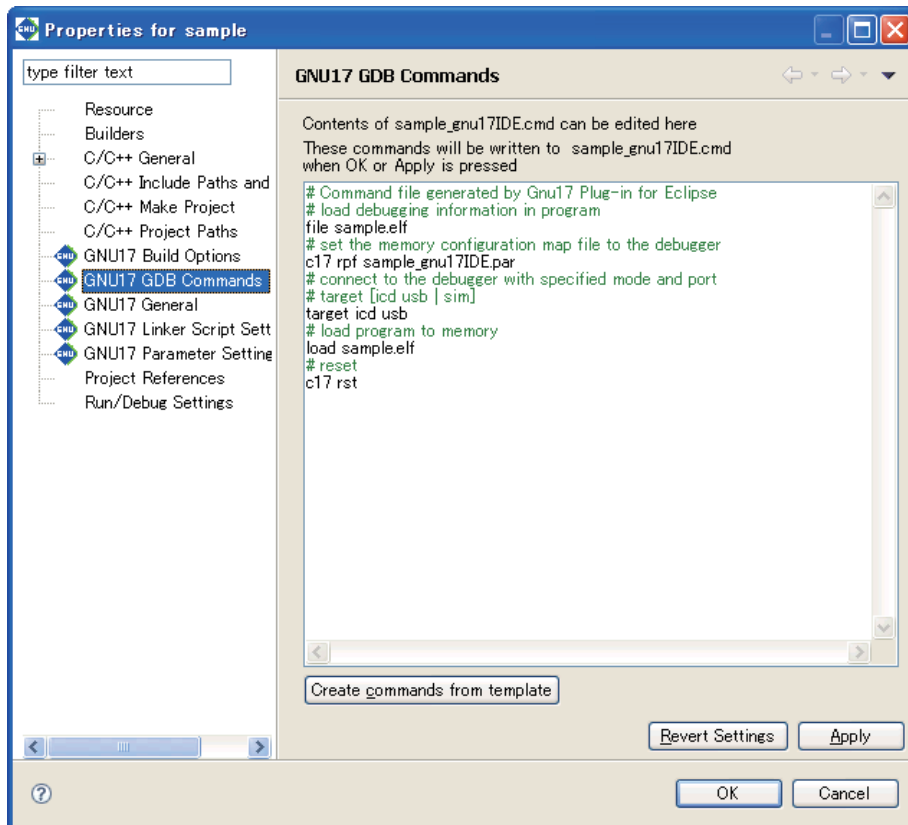 Properties for sample
type filter text
Resource
Builders
C/C++ General
C/C++ Include Paths and
C/C++ Make Project
C/C++ Project Paths
GNU17 Build Options
GNU17 GDB Commands
GNU17 General
GNU17 Linker Script Sett
GNU17 Parameter Setting
Project References
Run/Debug Settings
GNU17 GDB Commands
Contents of sample_gnu17IDE.cmd can be edited here
These commands will be written to sample_gnu17IDE.cmd
when OK or Apply is pressed
# Command file generated by Gnu17 Plug-in for Eclipse
# load debugging information in program
file sample.elf
# set the memory configuration map file to the debugger
c17 rpf sample_gnu17IDE.par
# connect to the debugger with specified mode and port
# target [icd usb | sim]
target icd usb
# load program to memory
load sample.elf
# reset
c17 rst
Create commands from template
Revert Settings
Apply
OK
Cancel